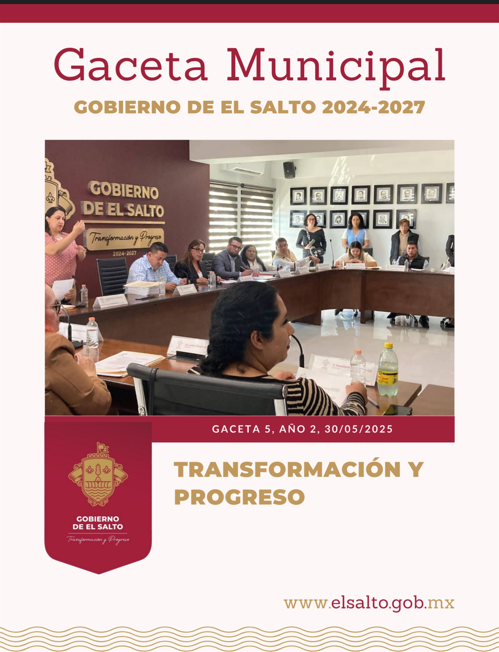 Gaceta Municipal
GOBIERNO DE EL SALTO 2024-2027
GOBIERNO
DE EL SALTO
Transformación y Progreso
2024-2027
GACETA 5, AÑO 2, 30/05/2025
TRANSFORMACIÓN Y
PROGRESO
GOBIERNO
DE EL SALTO
Transformación y Progreso
www.elsalto.gob.mx